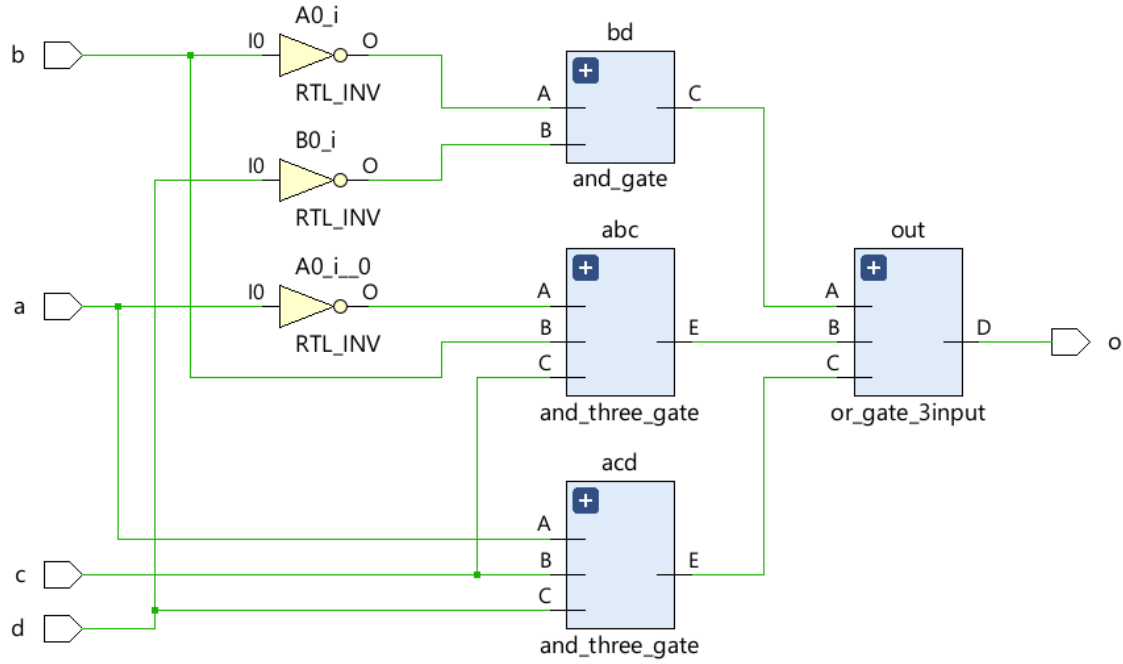 A0_i
b
I0
O
RTL_INV
bd
A
B
C
and_gate
B0_i
I0
O
RTL_INV
A0_i__0
a
I0
O
RTL_INV
abc
A
B
C
E
and_three_gate
out
A
B
C
D
or_gate_3input
o
acd
A
B
C
E
and_three_gate
c
d